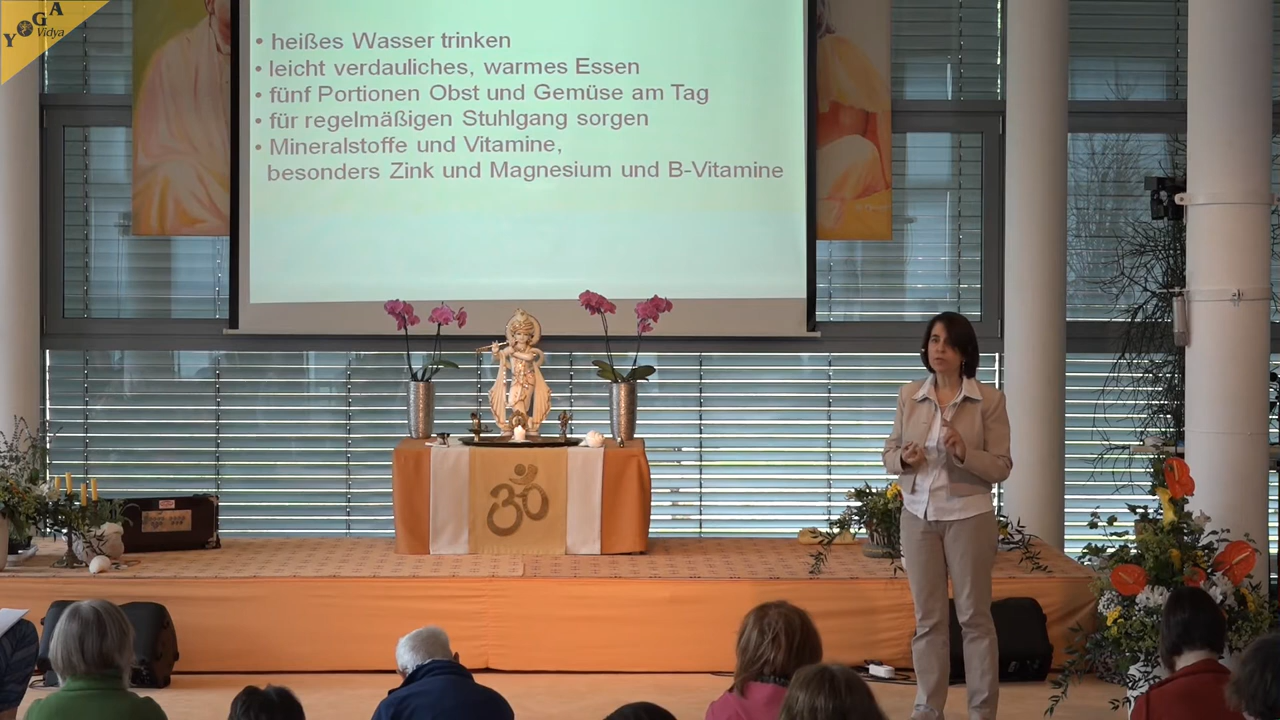 YOGA
Vidya
• heißes Wasser trinken
• leicht verdauliches, warmes Essen
• fünf Portionen Obst und Gemüse am Tag
• für regelmäßigen Stuhlgang sorgen
• Mineralstoffe und Vitamine,
besonders Zink und Magnesium und B-Vitamine
ॐ